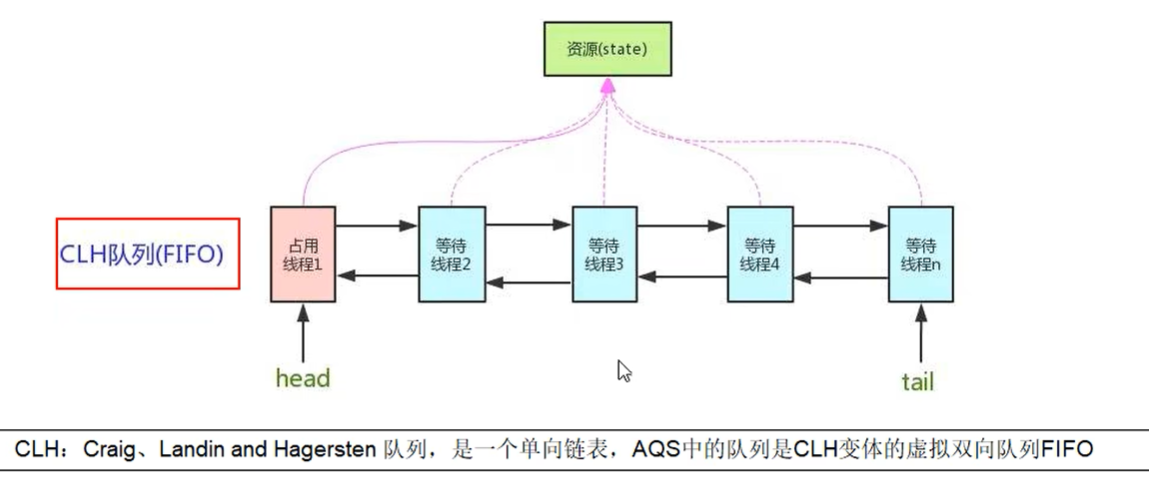 资源(state)
CLH队列(FIFO)
占用
线程1
等待
线程2
等待
线程3
等待
线程4
等待
线程n
head
tail
CLH：Craig、Landin and Hagersten 队列，是一个单向链表，AQS中的队列是CLH变体的虚拟双向队列FIFO